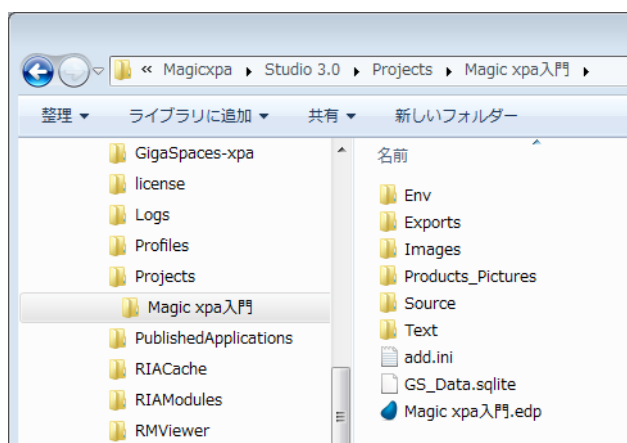 « Magicxpa ▸ Studio 3.0 ▸ Projects ▸ Magic xpa入門 ▸
整理 ▼ ライブラリに追加 ▼ 共有 ▼ 新しいフォルダー
GigaSpaces-xpa
license
Logs
Profiles
Projects
Magic xpa入門
PublishedApplications
RIACache
RIAModules
RMViewer
名前
Env
Exports
Images
Products_Pictures
Source
Text
add.ini
GS_Data.sqlite
Magic xpa入門.edp